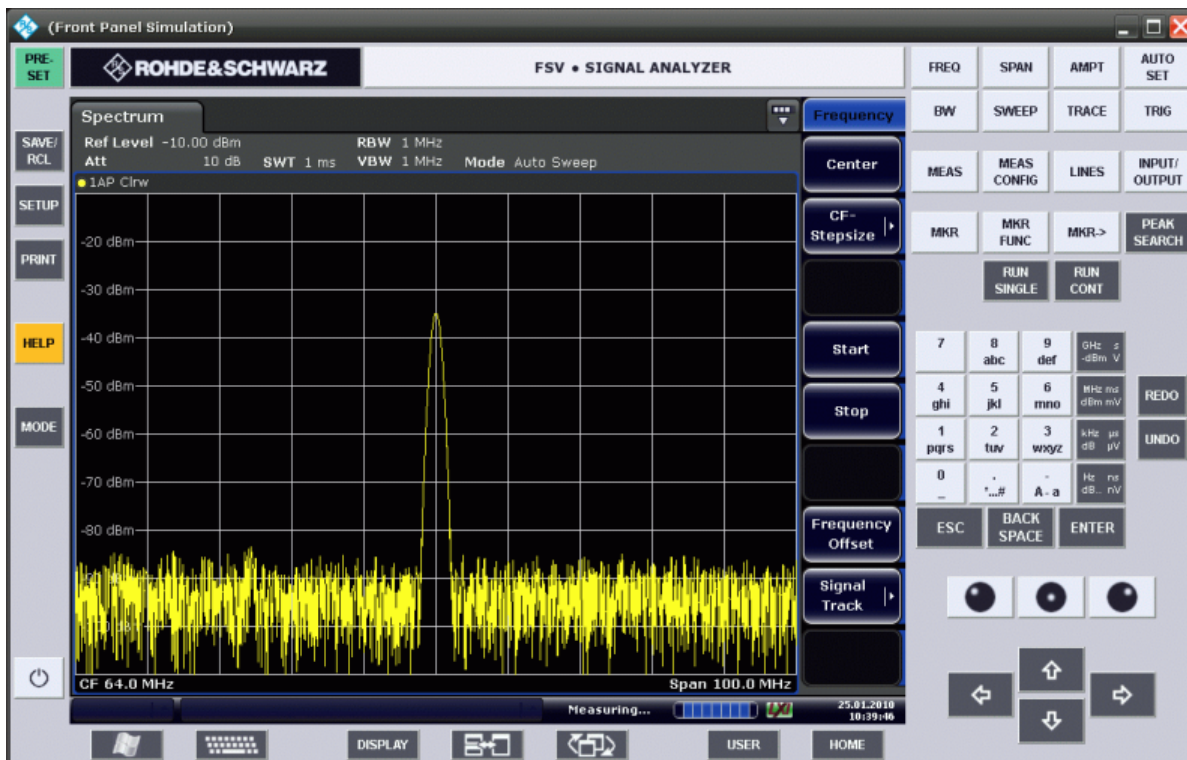 (Front Panel Simulation)
PRE-
SET
ROHDE&SCHWARZ
FSV • SIGNAL ANALYZER
FREQ
SPAN
AMPT
AUTO
SET
BW
SWEEP
TRACE
TRIG
SAVE/
RCL
SETUP
PRINT
HELP
MODE
Spectrum
Ref Level -10.00 dBm
RBW 1 MHz
Att 10 dB SWT 1 ms VBW 1 MHz Mode Auto Sweep
1AP Clrw
-20 dBm
-30 dBm
-40 dBm
-50 dBm
-60 dBm
-70 dBm
-80 dBm
CF 64.0 MHz
Span 100.0 MHz
Measuring...
25.01.2010
10:39:46
Frequency
Center
CF-
Stepsize
Start
Stop
Frequency
Offset
Signal
Track
MEAS
MEAS
CONFIG
LINES
INPUT/
OUTPUT
MKR
MKR
FUNC
MKR->
PEAK
SEARCH
RUN
SINGLE
RUN
CONT
7
8
abc
9
def
GHz s
-dBm V
4
ghi
5
jkl
6
mno
MHz ms
dBm mV
REDO
1
pqrs
2
tuv
3
wxyz
kHz µs
dB µV
UNDO
0
_
.
*...#
-
A - a
Hz ns
dB.. nV
ESC
BACK
SPACE
ENTER
DISPLAY
USER
HOME